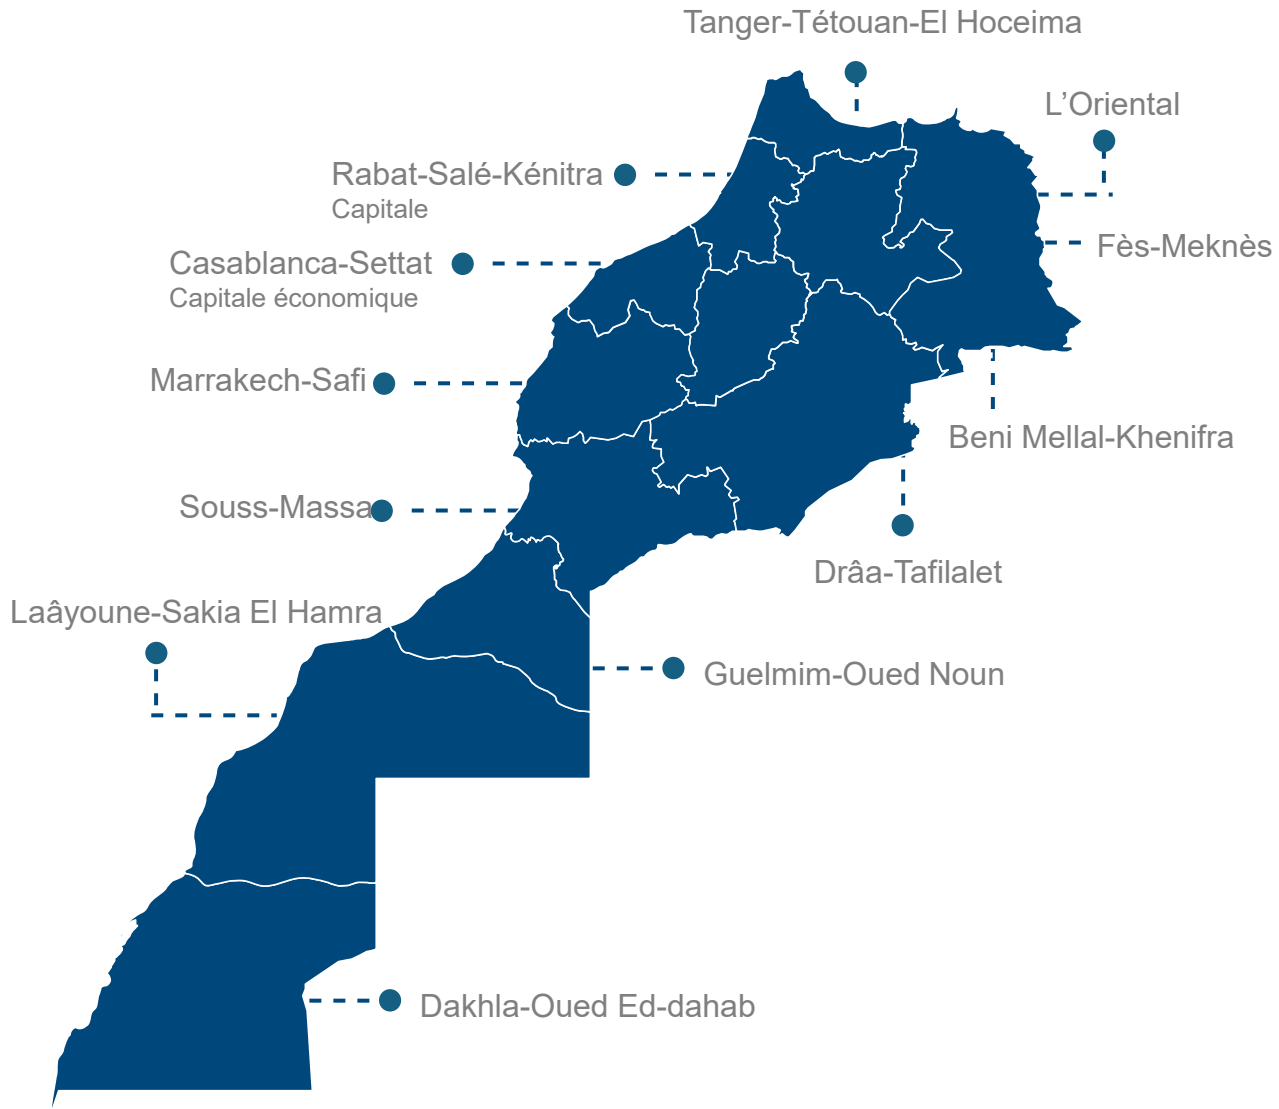 Tanger-Tétouan-El Hoceima
L’Oriental
Rabat-Salé-Kénitra
Capitale
Fès-Meknès
Casablanca-Settat
Capitale économique
Marrakech-Safi
Beni Mellal-Khenifra
Souss-Massa
Drâa-Tafilalet
Laâyoune-Sakia El Hamra
Guelmim-Oued Noun
Dakhla-Oued Ed-dahab